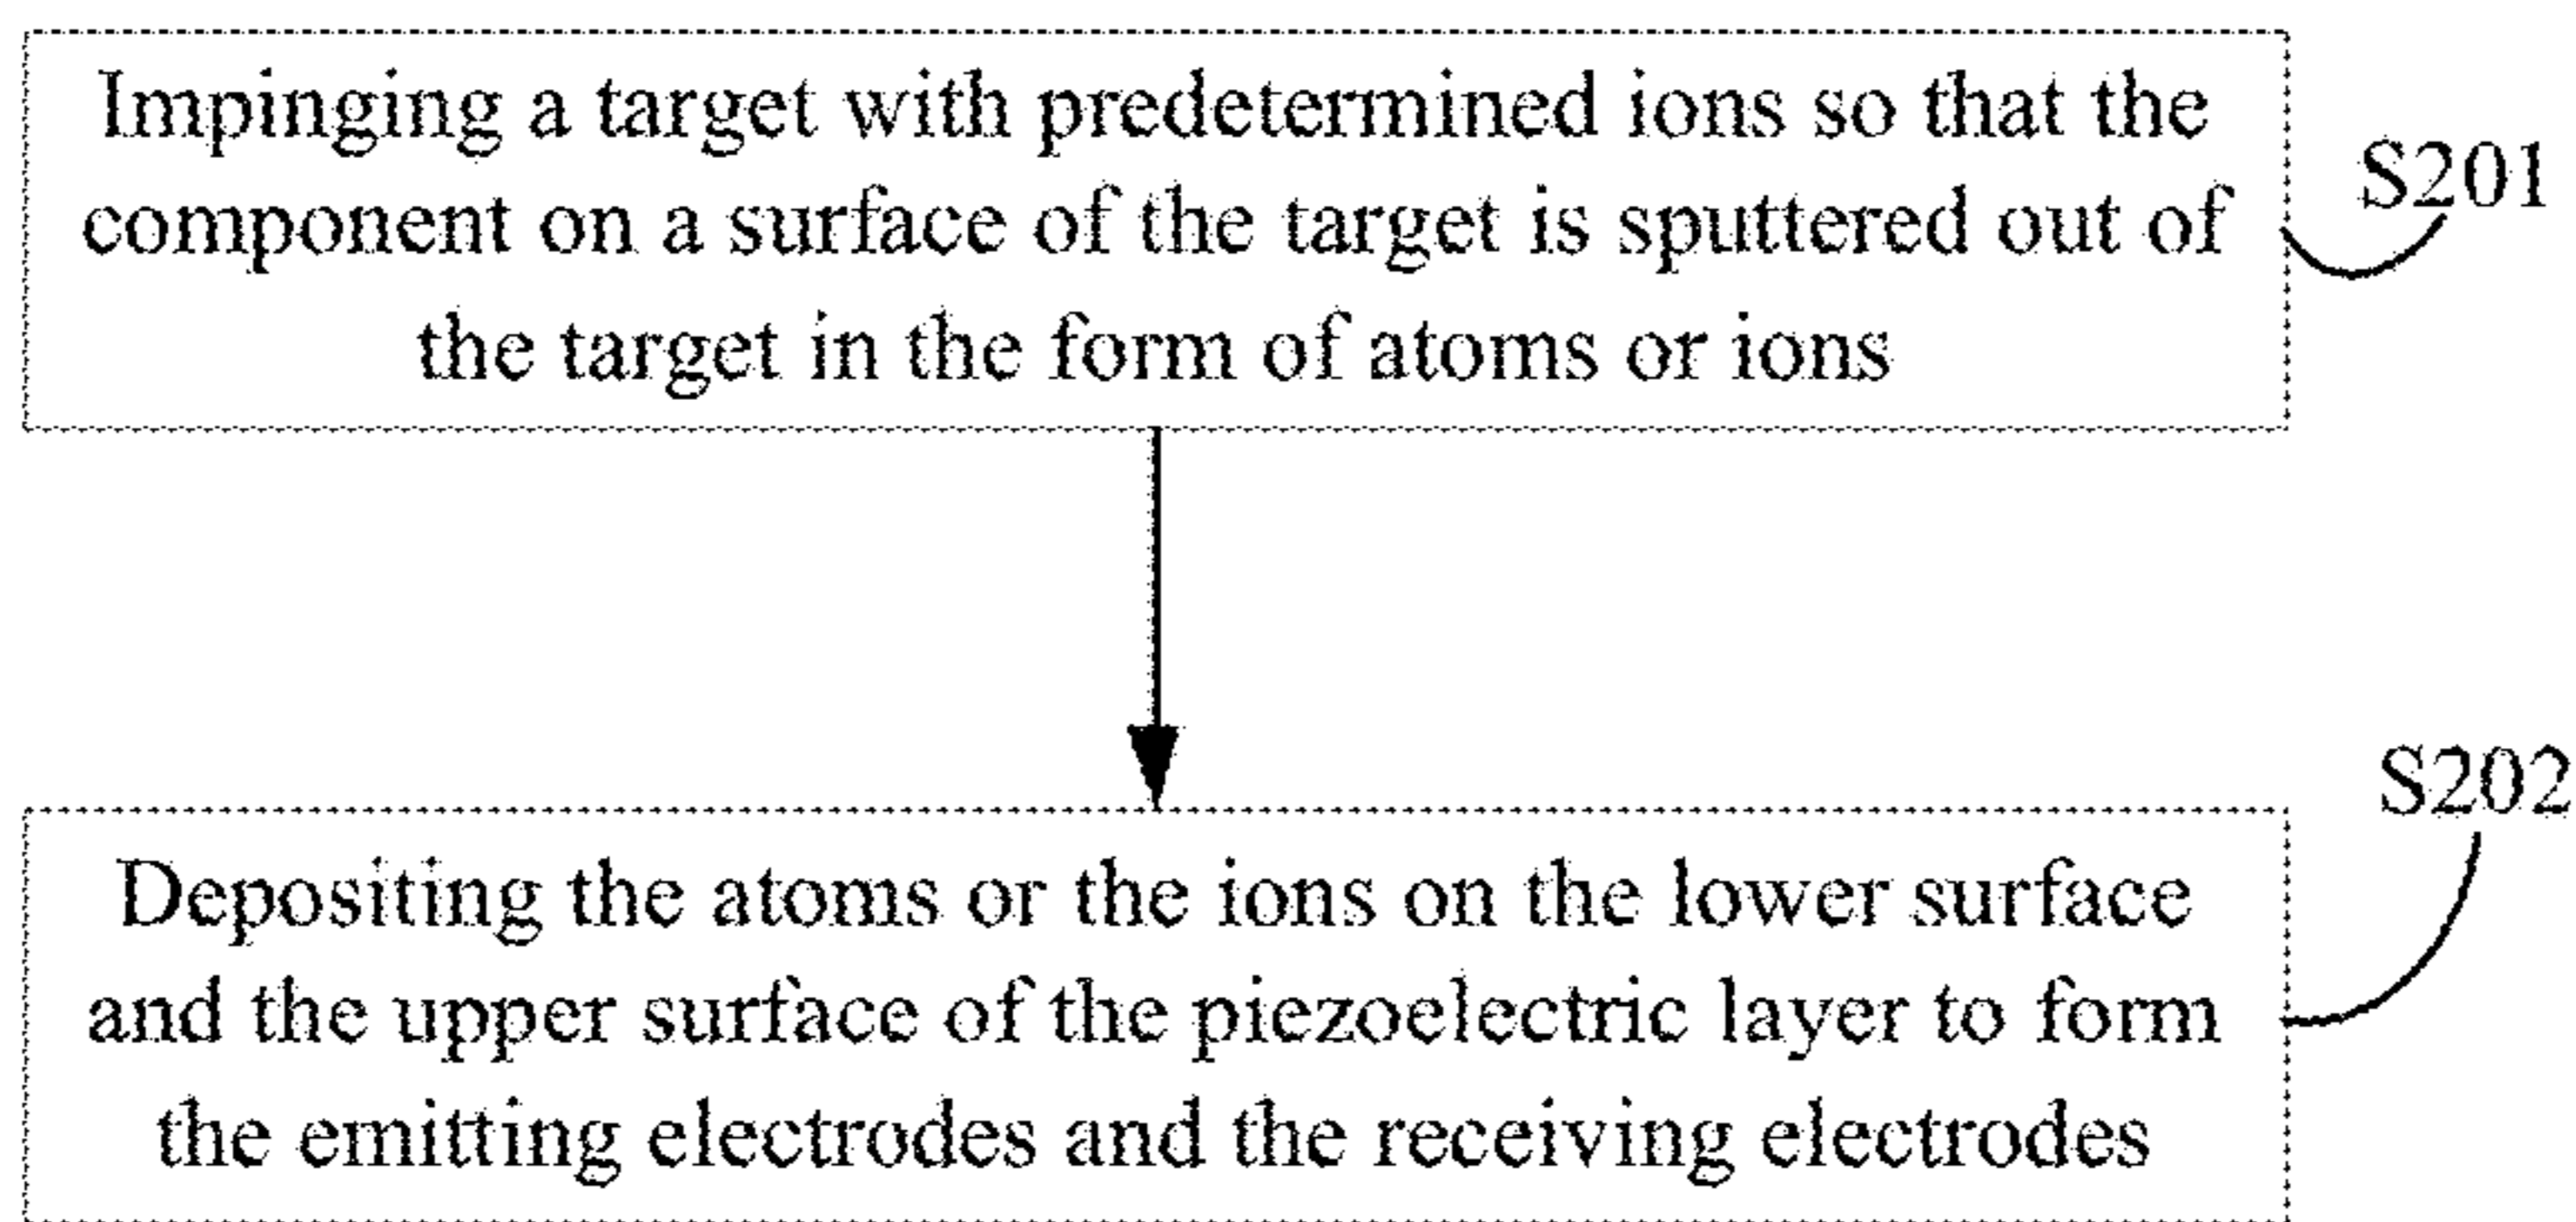 Impinging a target with predetermined ions so that the
component on a surface of the target is sputtered out of
the target in the form of atoms or ions
S201
Depositing the atoms or the ions on the lower surface
and the upper surface of the piezoelectric layer to form
the emitting electrodes and the receiving electrodes
S202